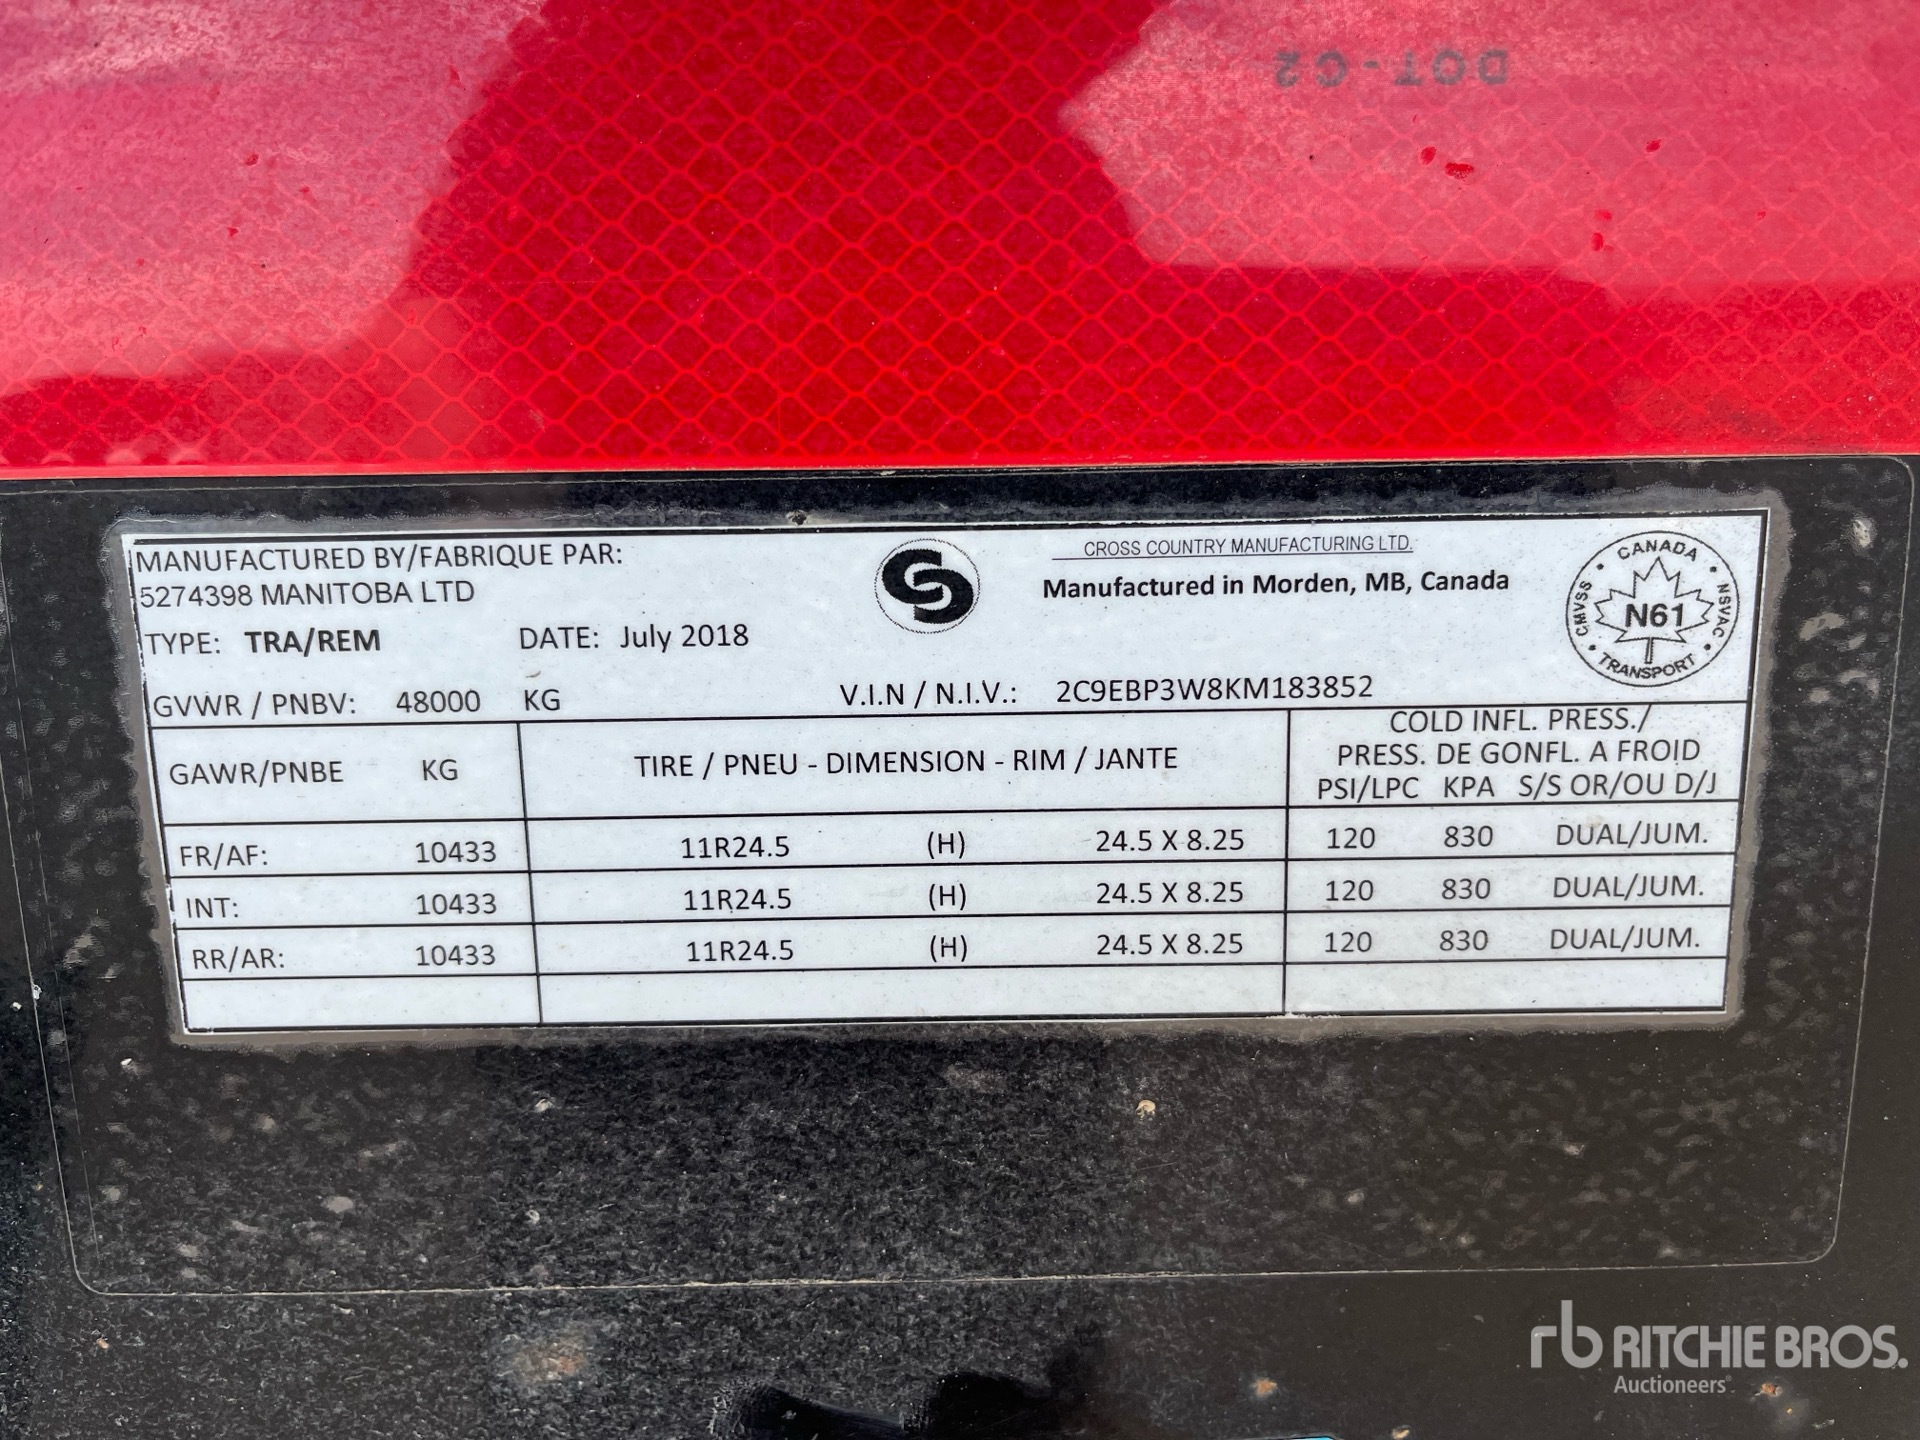 DOT-C2
MANUFACTURED BY/FABRIQUE PAR:
5274398 MANITOBA LTD
CROSS COUNTRY MANUFACTURING LTD.
Manufactured in Morden, MB, Canada
CANADA
CMVSS
N61
NSVAC
TRANSPORT
TYPE: TRA/REM DATE: July 2018
GVWR / PNBV: 48000 KG V.I.N / N.I.V.: 2C9EBP3W8KM183852
COLD INFL. PRESS./
GAWR/PNBE KG TIRE / PNEU - DIMENSION - RIM / JANTE PRESS. DE GONFL. A FROID
PSI/LPC KPA S/S OR/OU D/J
FR/AF: 10433 11R24.5 (H) 24.5 X 8.25 120 830 DUAL/JUM.
INT: 10433 11R24.5 (H) 24.5 X 8.25 120 830 DUAL/JUM.
RR/AR: 10433 11R24.5 (H) 24.5 X 8.25 120 830 DUAL/JUM.
rb RITCHIE BROS.
Auctioneers